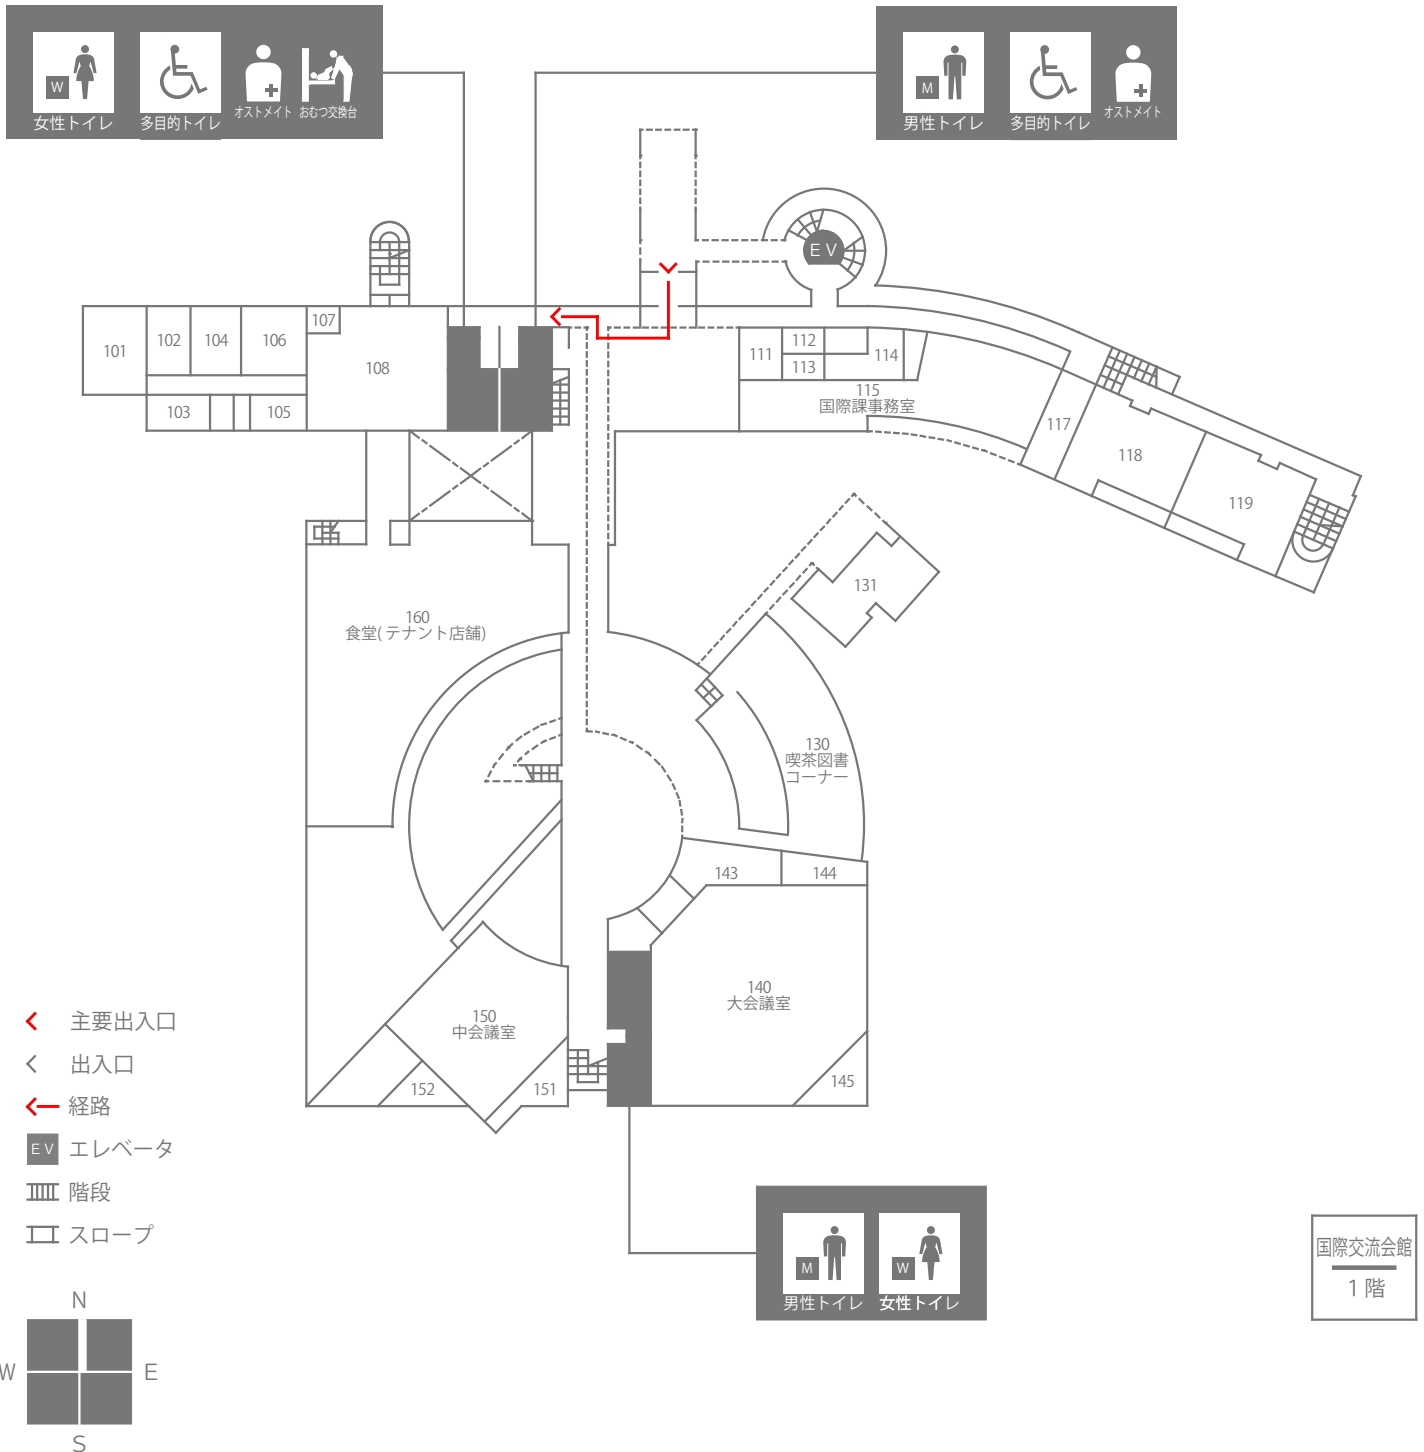 W
女性トイレ
多目的トイレ
オストメイト
おむつ交換台
M
男性トイレ
多目的トイレ
オストメイト
EV
101
102
104
106
107
108
103
105
111
112
113
114
115
国際課事務室
117
118
119
131
160
食堂(テナント店舗)
130
喫茶図書
コーナー
143
144
140
大会議室
150
中会議室
145
151
152
主要出入口
出入口
経路
EV
エレベータ
階段
スロープ
M
男性トイレ
W
女性トイレ
国際交流会館
1 階
N
W
E
S